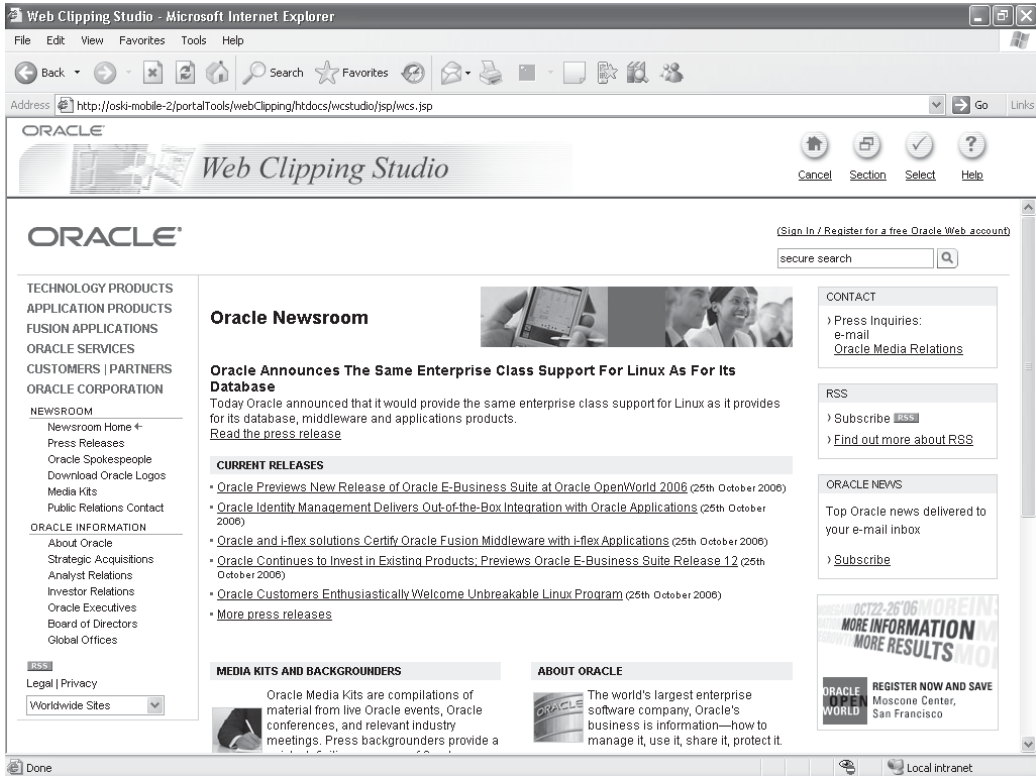 Web Clipping Studio - Microsoft Internet Explorer
File Edit View Favorites Tools Help
Back Search Favorites
Address http://oski-mobile-2/portalTools/webClipping/htdocs/wcstudio/jsp/wcs.jsp Go Links
ORACLE
Web Clipping Studio
Cancel Section Select Help
ORACLE
(Sign In / Register for a free Oracle Web account)
secure search
TECHNOLOGY PRODUCTS
APPLICATION PRODUCTS
FUSION APPLICATIONS
ORACLE SERVICES
CUSTOMERS | PARTNERS
ORACLE CORPORATION
NEWSROOM
Newsroom Home
Press Releases
Oracle Spokespeople
Download Oracle Logos
Media Kits
Public Relations Contact
ORACLE INFORMATION
About Oracle
Strategic Acquisitions
Analyst Relations
Investor Relations
Oracle Executives
Board of Directors
Global Offices
RSS
Legal | Privacy
Worldwide Sites
Oracle Newsroom
Oracle Announces The Same Enterprise Class Support For Linux As For Its
Database
Today Oracle announced that it would provide the same enterprise class support for Linux as it provides
for its database, middleware and applications products.
Read the press release
CURRENT RELEASES
Oracle Previews New Release of Oracle E-Business Suite at Oracle OpenWorld 2006 (25th October 2006)
Oracle Identity Management Delivers Out-of-the-Box Integration with Oracle Applications (25th October
2006)
Oracle and i-flex solutions Certify Oracle Fusion Middleware with i-flex Applications (25th October 2006)
Oracle Continues to Invest in Existing Products; Previews Oracle E-Business Suite Release 12 (25th
October 2006)
Oracle Customers Enthusiastically Welcome Unbreakable Linux Program (25th October 2006)
More press releases
MEDIA KITS AND BACKGROUNDERS
Oracle Media Kits are compilations of
material from live Oracle events, Oracle
conferences, and relevant industry
meetings. Press backgrounders provide a
ABOUT ORACLE
ORACLE
The world's largest enterprise
software company, Oracle's
business is information—how to
manage it, use it, share it, protect it.
CONTACT
Press Inquiries:
e-mail
Oracle Media Relations
RSS
Subscribe RSS
Find out more about RSS
ORACLE NEWS
Top Oracle news delivered to
your e-mail inbox
Subscribe
OCT22-26'06 MOREIN
MORE INFORMATION
MORE RESULTS
ORACLE
OPEN
WORLD
REGISTER NOW AND SAVE
Moscone Center,
San Francisco
Done
Local intranet